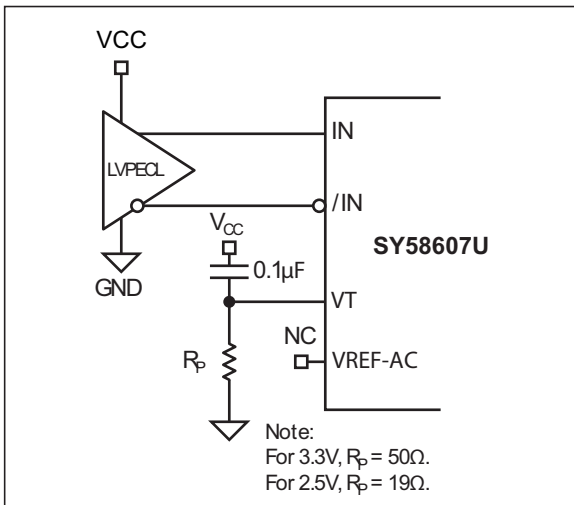 VCC
LVPECL
IN
/IN
GND
VCC
0.1µF
SY58607U
VT
RP
NC
VREF-AC
Note:
For 3.3V, RP = 50Ω.
For 2.5V, RP = 19Ω.